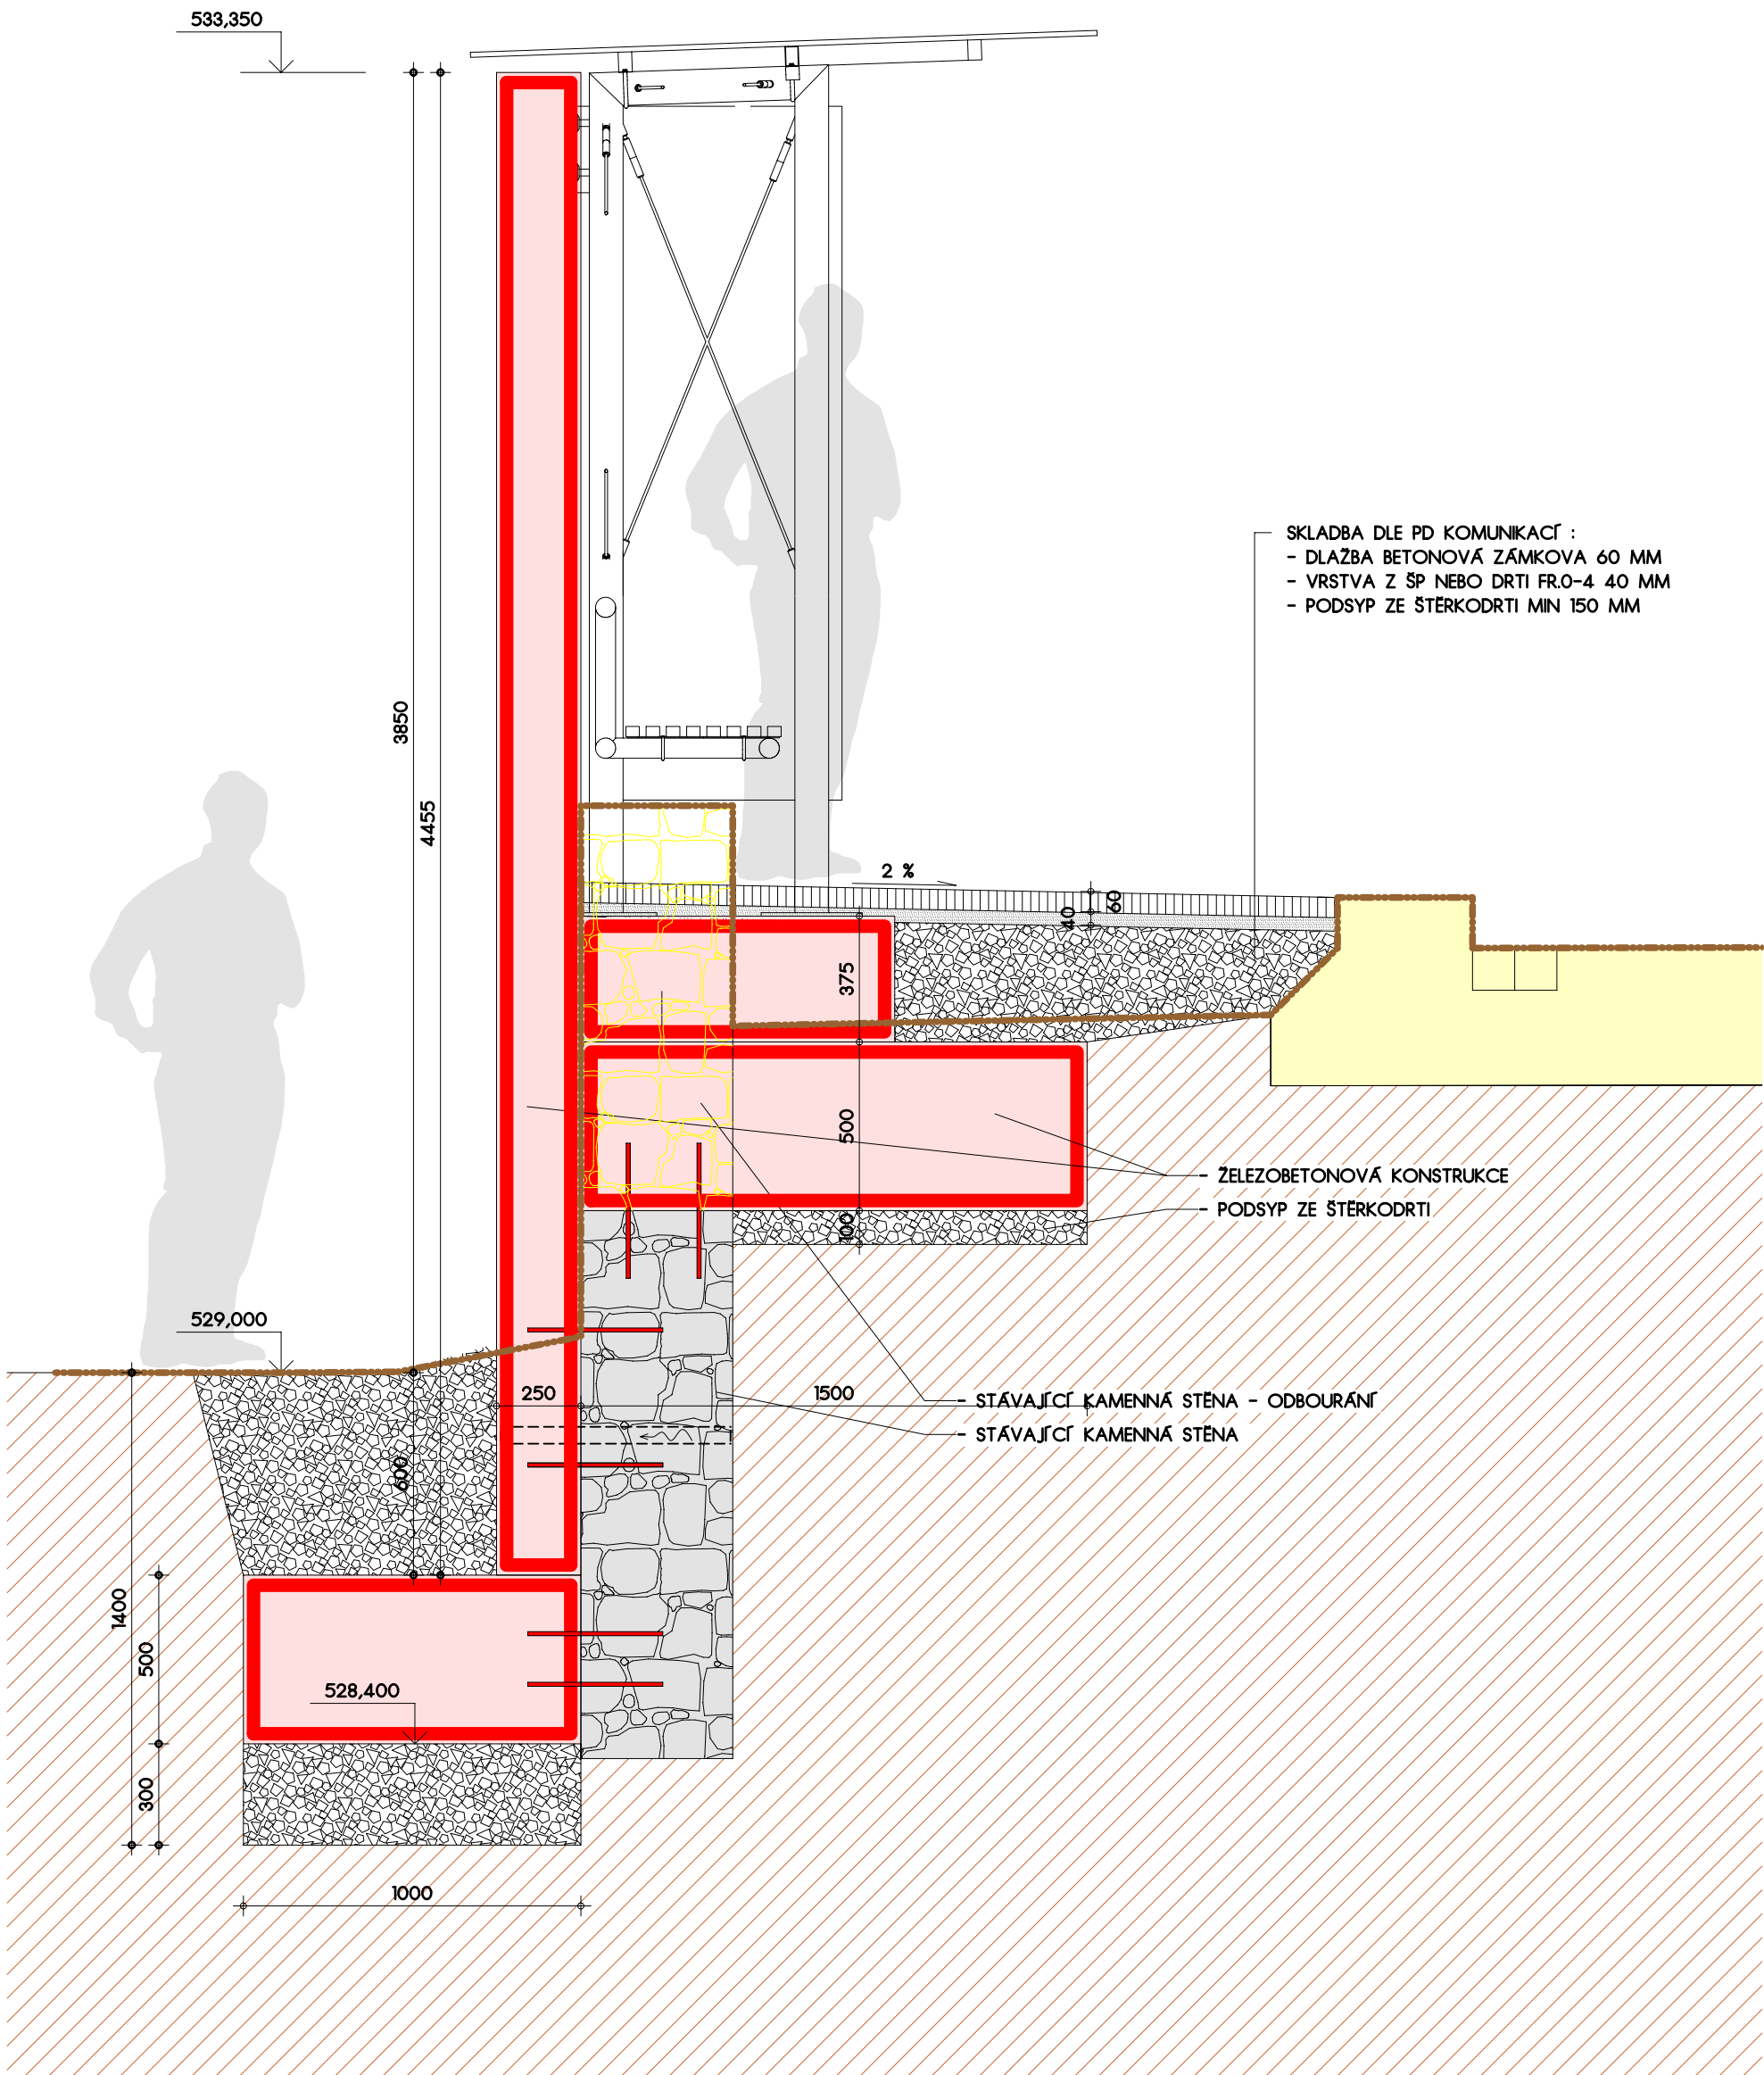 533,350
SKLADBA DLE PD KOMUNIKACÍ :
- DLAŽBA BETONOVÁ ZÁMKOVA 60 MM
- VRSTVA Z ŠP NEBO DRTI FR.0-4 40 MM
- PODSYP ZE ŠTĚRKODRTI MIN 150 MM
3850
4455
2 %
60
40
375
500
- ŽELEZOBETONOVÁ KONSTRUKCE
- PODSYP ZE ŠTĚRKODRTI
100
529,000
250
1500
- STÁVAJÍCÍ KAMENNÁ STĚNA - ODBOURÁNÍ
- STÁVAJÍCÍ KAMENNÁ STĚNA
600
1400
500
528,400
300
1000